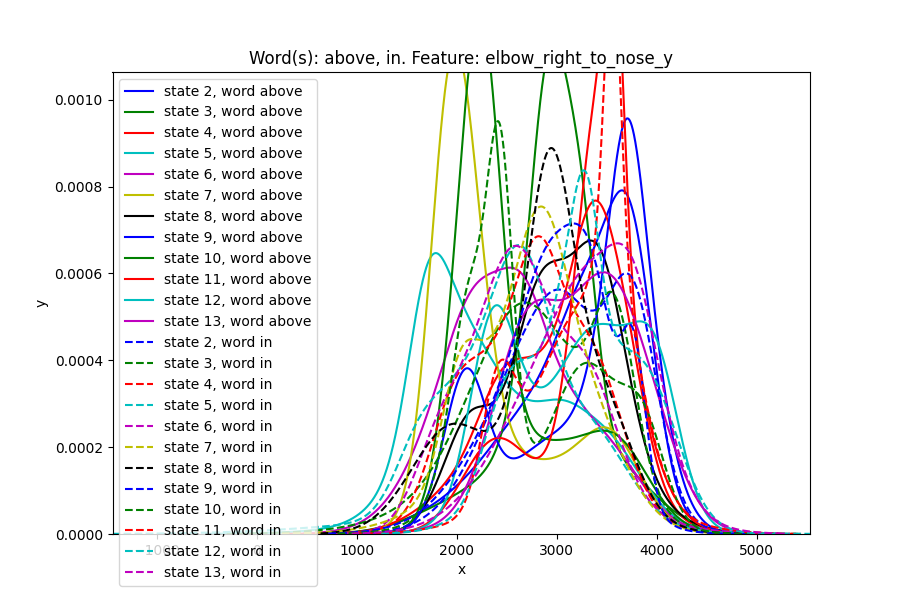 Word(s): above, in. Feature: elbow_right_to_nose_y
0.0010
0.0008
0.0006
0.0004
0.0002
0.0000
y
state 2, word above
state 3, word above
state 4, word above
state 5, word above
state 6, word above
state 7, word above
state 8, word above
state 9, word above
state 10, word above
state 11, word above
state 12, word above
state 13, word above
state 2, word in
state 3, word in
state 4, word in
state 5, word in
state 6, word in
state 7, word in
state 8, word in
state 9, word in
state 10, word in
state 11, word in
state 12, word in
state 13, word in
1000 2000 3000 4000 5000
x